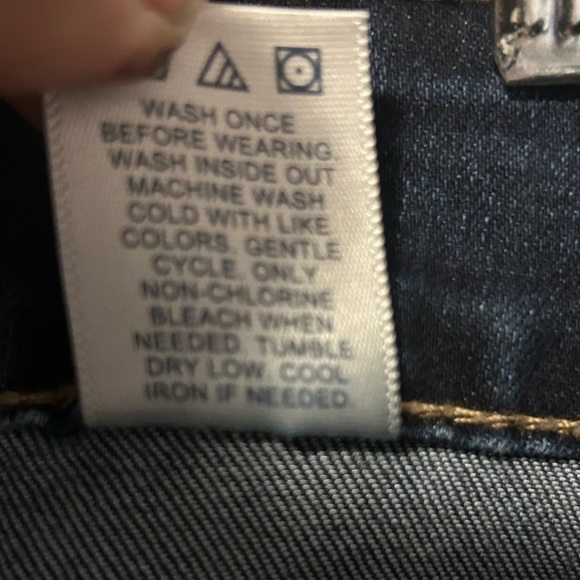 WASH ONCE
BEFORE WEARING.
WASH INSIDE OUT
MACHINE WASH
COLD WITH LIKE
COLORS. GENTLE
CYCLE. ONLY
NON-CHLORINE
BLEACH WHEN
NEEDED. TUMBLE
DRY LOW. COOL
IRON IF NEEDED